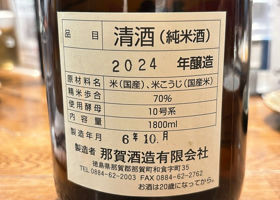 品目 清酒(純米酒)
2024 年醸造
原材料名 米(国産)、米こうじ(国産米)
精米歩合 70%
使用酵母 10号系
内容量 1800ml
製造年月 6年10.月
製造者 那賀酒造有限会社
徳島県那賀郡那賀町和食字町35
TEL 0884-62-2003 FAX 0884-62-2762
お酒は20歳になってから。